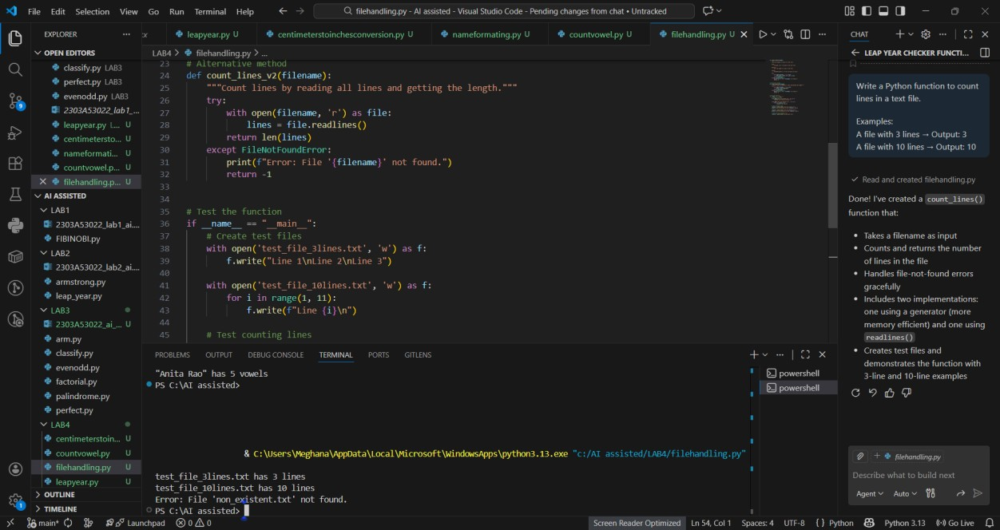 File Edit Selection View Go Run Terminal Help
filehandling.py - AI assisted - Visual Studio Code - Pending changes from chat • Untracked
EXPLORER
OPEN EDITORS
classify.py LAB3
perfect.py LAB3
evenodd.py LAB3
2303A53022_lab1_...
leapyear.py L... U
centimetersto... U
nameformati... U
countvowel.p... U
filehandling.p... U
AI ASSISTED
LAB1
2303A53022_lab1_ai....
FIBINOBI.py
LAB2
2303A53022_lab2_ai....
armstrong.py
leap_year.py
LAB3
2303A53022_ai_... U
arm.py
classify.py
evenodd.py
factorial.py
palindrome.py
perfect.py
LAB4
centimeterstoin... U
countvowel.py U
filehandling.py U
leapyear.py U
OUTLINE
TIMELINE
9
1
leapyear.py U centimeterstoinchesconversion.py U nameformating.py U countvowel.py U filehandling.py U
LAB4 > filehandling.py > ...
23 # Alternative method
24 def count_lines_v2(filename):
25 """Count lines by reading all lines and getting the length."""
26 try:
27 with open(filename, 'r') as file:
28 lines = file.readlines()
29 return len(lines)
30 except FileNotFoundError:
31 print(f"Error: File '{filename}' not found.")
32 return -1
33
34
35 # Test the function
36 if __name__ == "__main__":
37 # Create test files
38 with open('test_file_3lines.txt', 'w') as f:
39 f.write("Line 1\nLine 2\nLine 3")
40
41 with open('test_file_10lines.txt', 'w') as f:
42 for i in range(1, 11):
43 f.write(f"Line {i}\n")
44
45 # Test counting lines
PROBLEMS OUTPUT DEBUG CONSOLE TERMINAL PORTS GITLENS
"Anita Rao" has 5 vowels
PS C:\AI assisted>
& C:\Users\Meghana\AppData\Local\Microsoft\WindowsApps\python3.13.exe "c:/AI assisted/LAB4/filehandling.py"
test_file_3lines.txt has 3 lines
test_file_10lines.txt has 10 lines
Error: File 'non_existent.txt' not found.
PS C:\AI assisted>
powershell
powershell
CHAT
LEAP YEAR CHECKER FUNCTI...
Write a Python function to count
lines in a text file.
Examples:
A file with 3 lines → Output: 3
A file with 10 lines → Output: 10
Read and created filehandling.py
Done! I've created a count_lines()
function that:
• Takes a filename as input
• Counts and returns the number
of lines in the file
• Handles file-not-found errors
gracefully
• Includes two implementations:
one using a generator (more
memory efficient) and one using
readlines()
• Creates test files and
demonstrates the function with
3-line and 10-line examples
filehandling.py
Describe what to build next
Agent Auto
main* Launchpad 0 0 Screen Reader Optimized Ln 54, Col 1 Spaces: 4 UTF-8 {} Python Python 3.13 Go Live